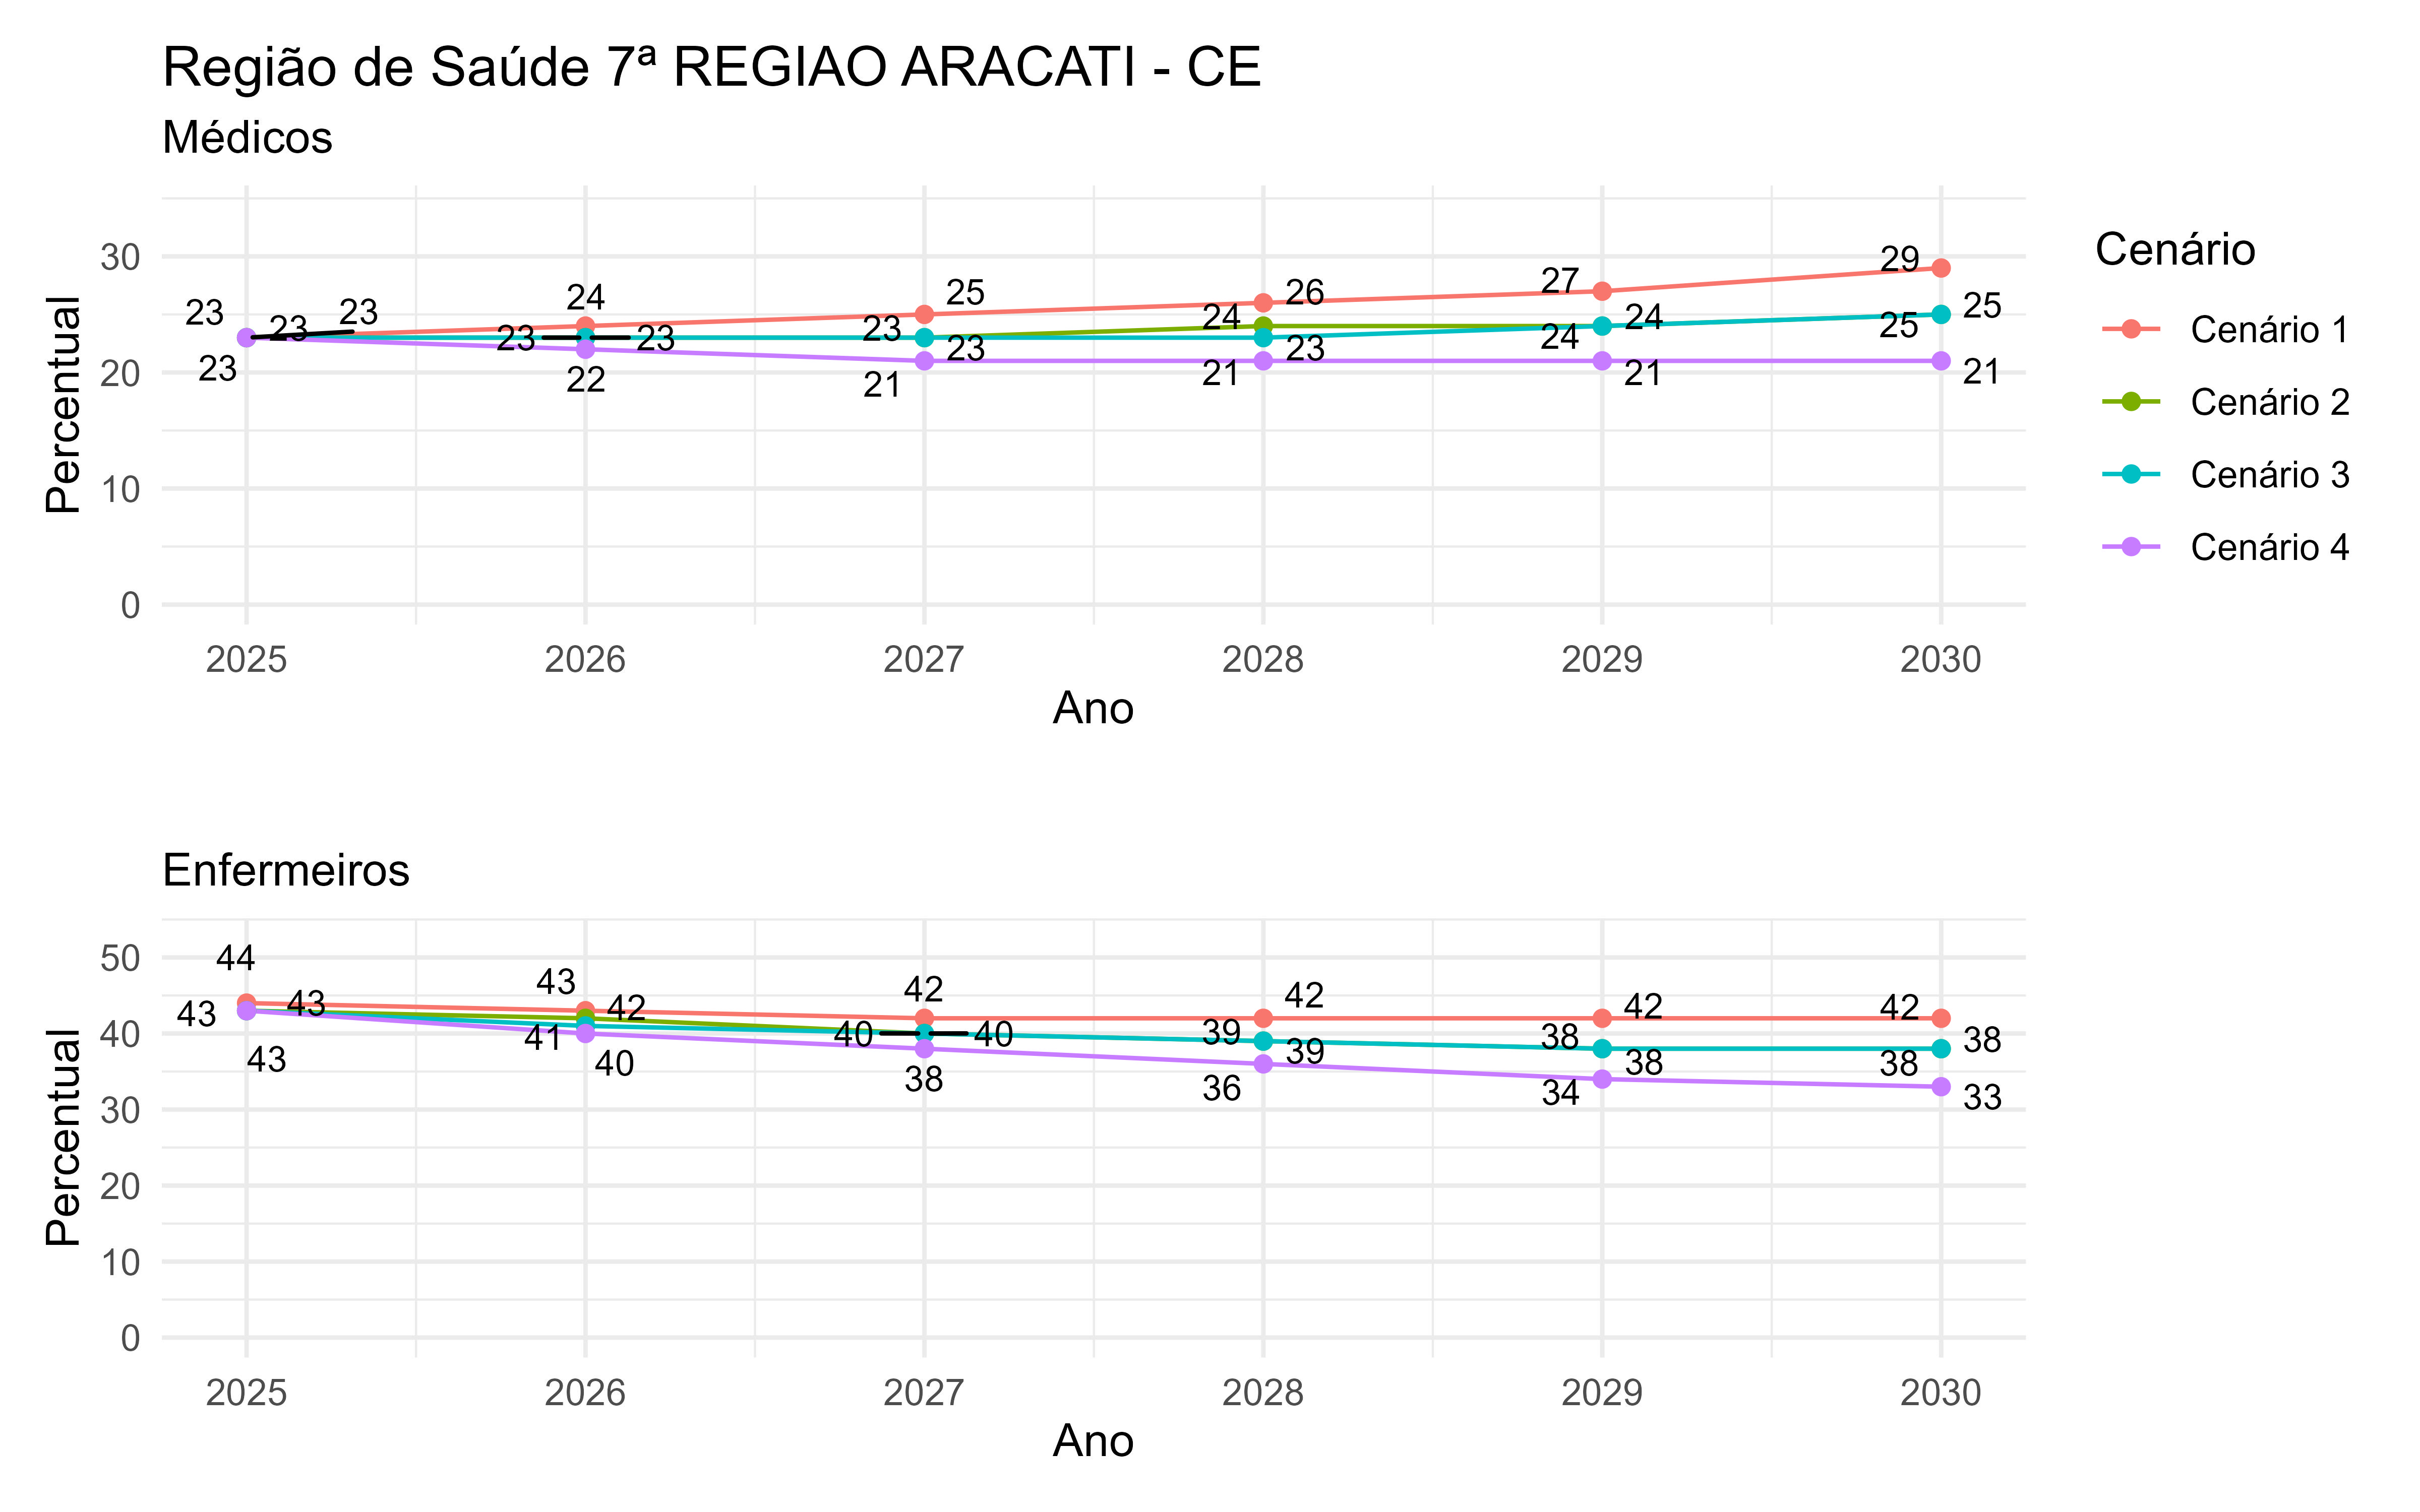 Região de Saúde 7ª REGIAO ARACATI - CE
Médicos
Percentual
30
20
10
0
23 23 23 23
24 23 23 22
25 23 23 21
26 24 23 21
27 24 24 21
29 25 25 21
2025 2026 2027 2028 2029 2030
Ano
Cenário
Cenário 1
Cenário 2
Cenário 3
Cenário 4
Enfermeiros
Percentual
50
40
30
20
10
0
44 43 43 43
43 42 41 40
42 40 40 38
42 39 39 36
42 38 38 34
42 38 38 33
2025 2026 2027 2028 2029 2030
Ano